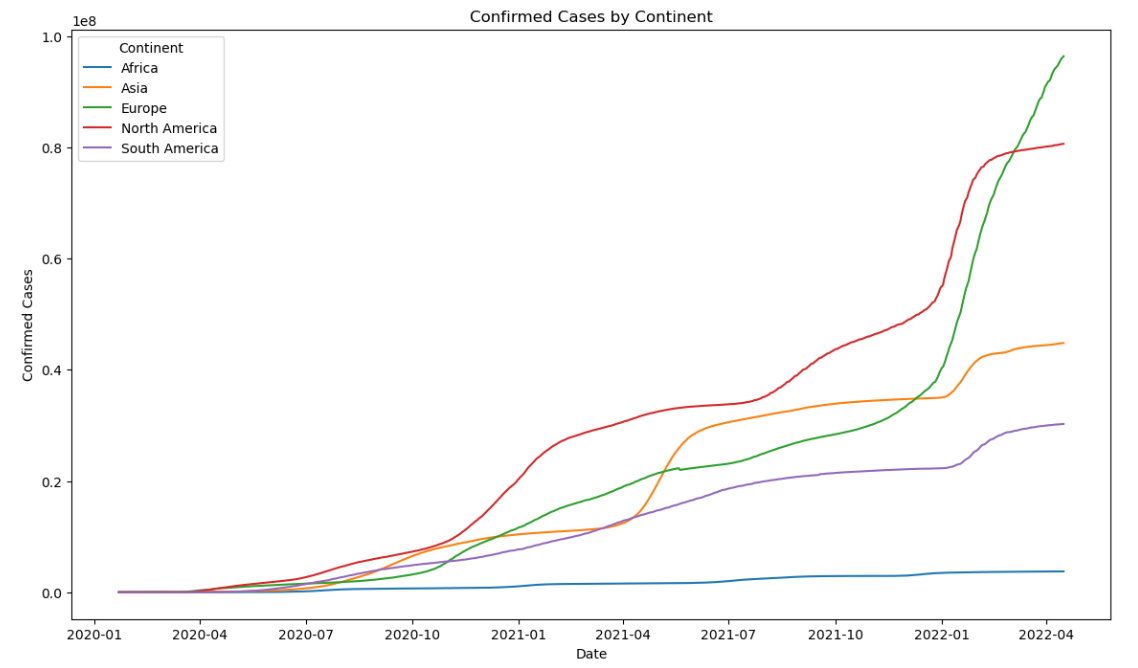 Confirmed Cases by Continent
1e8
1.0
0.8
0.6
0.4
0.2
0.0
Confirmed Cases
Continent
Africa
Asia
Europe
North America
South America
2020-01 2020-04 2020-07 2020-10 2021-01 2021-04 2021-07 2021-10 2022-01 2022-04
Date